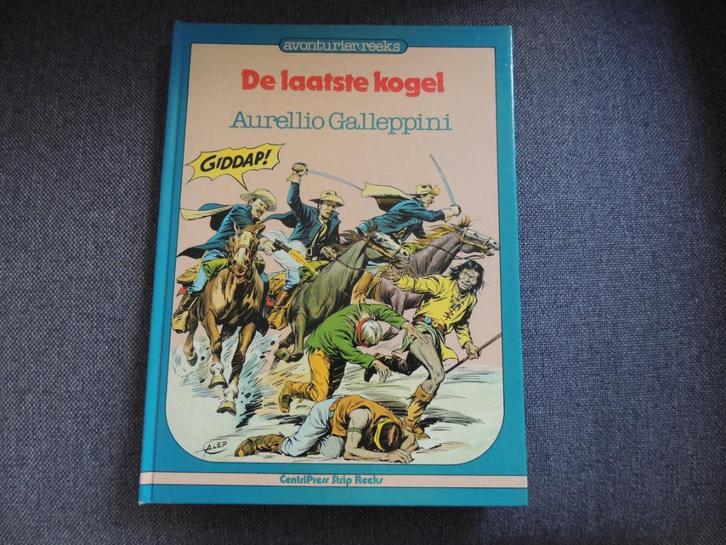 avonturier-reeks
De laatste kogel
Aurellio Galleppini
GIDDAP!
GALEP
CentriPress Strip Reeks